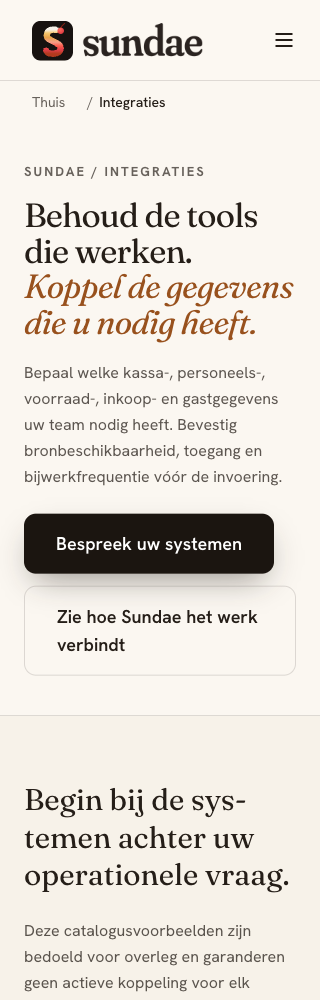 sundae
Thuis / Integraties
SUNDAE / INTEGRATIES
Behoud de tools
die werken.
Koppel de gegevens
die u nodig heeft.
Bepaal welke kassa-, personeels-,
voorraad-, inkoop- en gastgegevens
uw team nodig heeft. Bevestig
bronbeschikbaarheid, toegang en
bijwerkfrequentie vóór de invoering.
Bespreek uw systemen
Zie hoe Sundae het werk
verbindt
Begin bij de sys-
temen achter uw
operationele vraag.
Deze catalogusvoorbeelden zijn
bedoeld voor overleg en garanderen
geen actieve koppeling voor elk